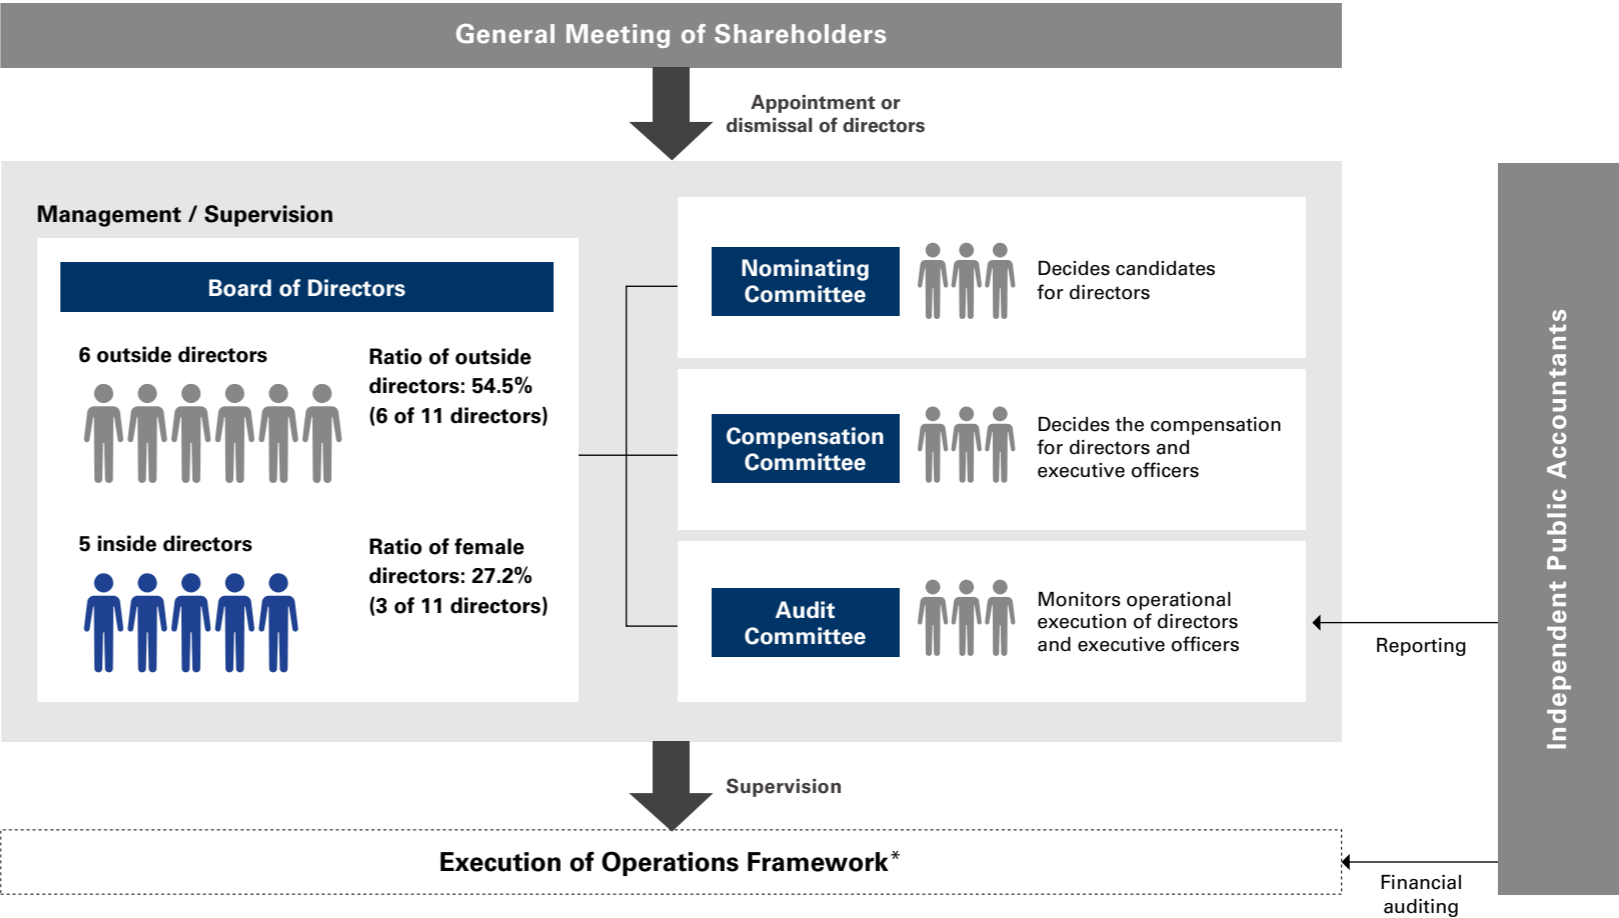 General Meeting of Shareholders
Appointment or
dismissal of directors
Management / Supervision
Board of Directors
6 outside directors
Ratio of outside
directors: 54.5%
(6 of 11 directors)
5 inside directors
Ratio of female
directors: 27.2%
(3 of 11 directors)
Nominating
Committee
Decides candidates
for directors
Compensation
Committee
Decides the compensation
for directors and
executive officers
Audit
Committee
Monitors operational
execution of directors
and executive officers
Reporting
Independent Public Accountants
Supervision
Execution of Operations Framework*
Financial
auditing